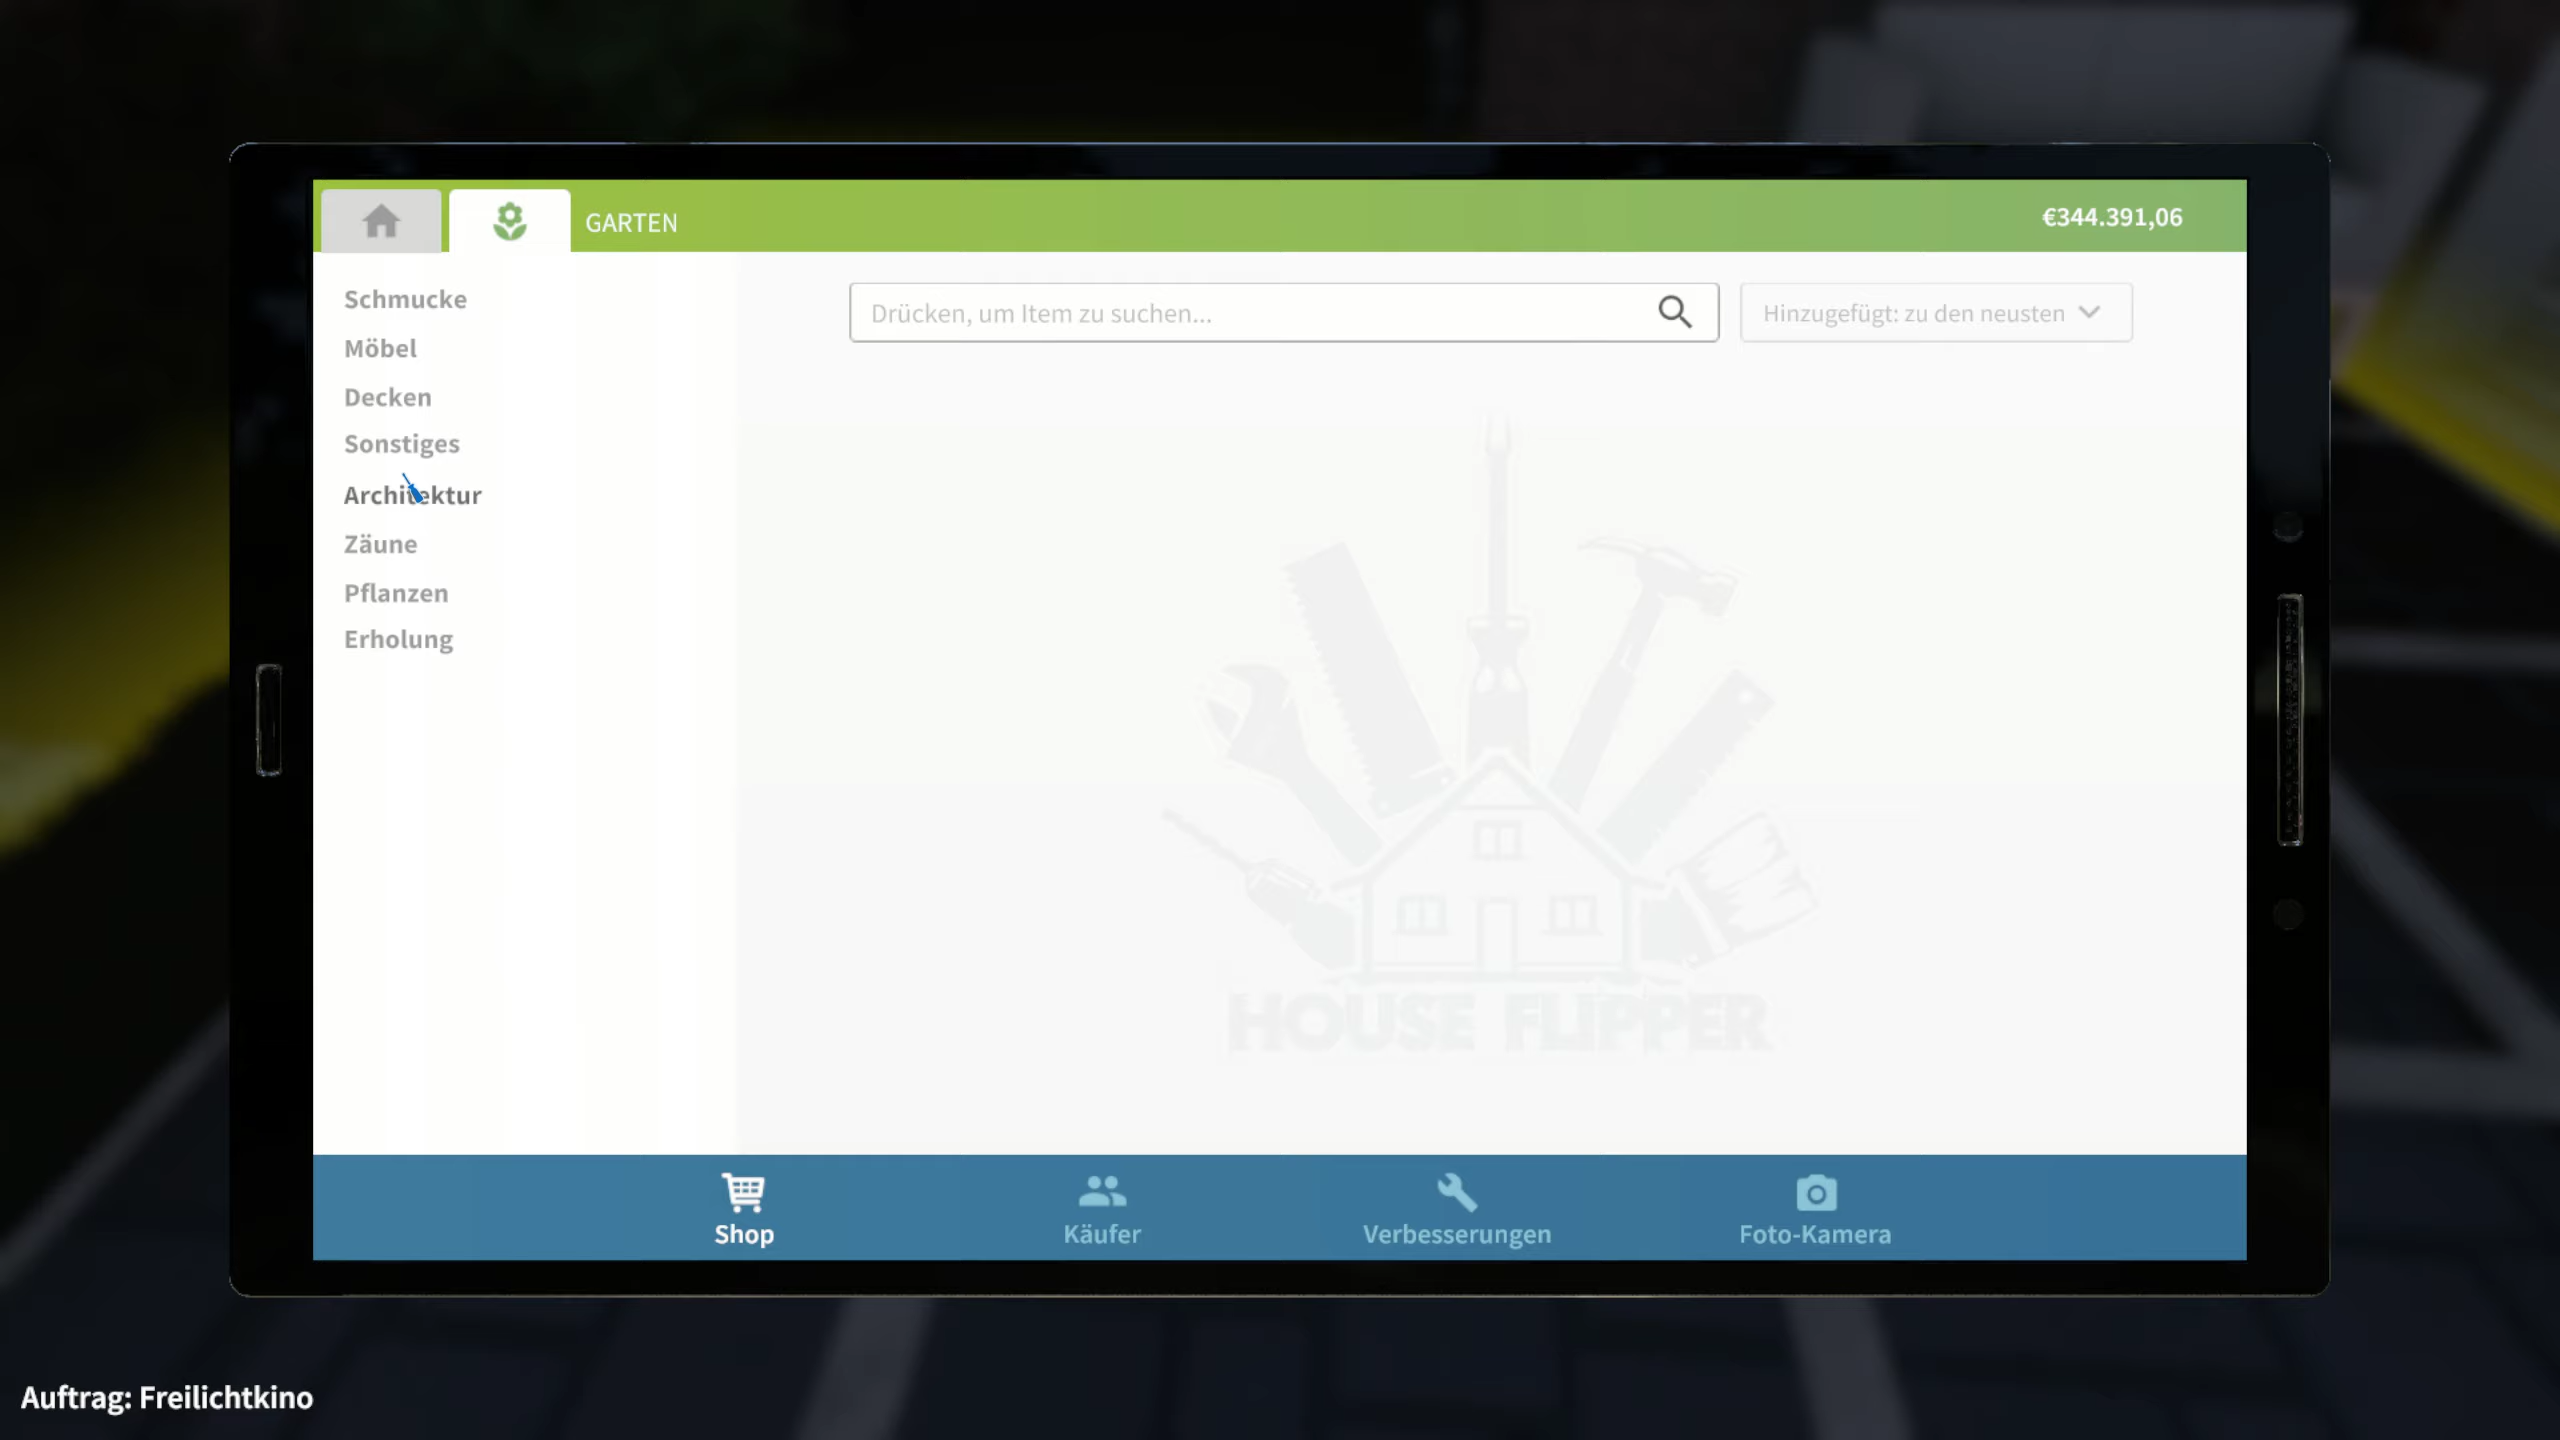 GARTEN
€344.391,06
Schmucke
Möbel
Decken
Sonstiges
Architektur
Zäune
Pflanzen
Erholung
Drücken, um Item zu suchen...
Hinzugefügt: zu den neusten
HOUSE FLIPPER
Shop
Käufer
Verbesserungen
Foto-Kamera
Auftrag: Freilichtkino